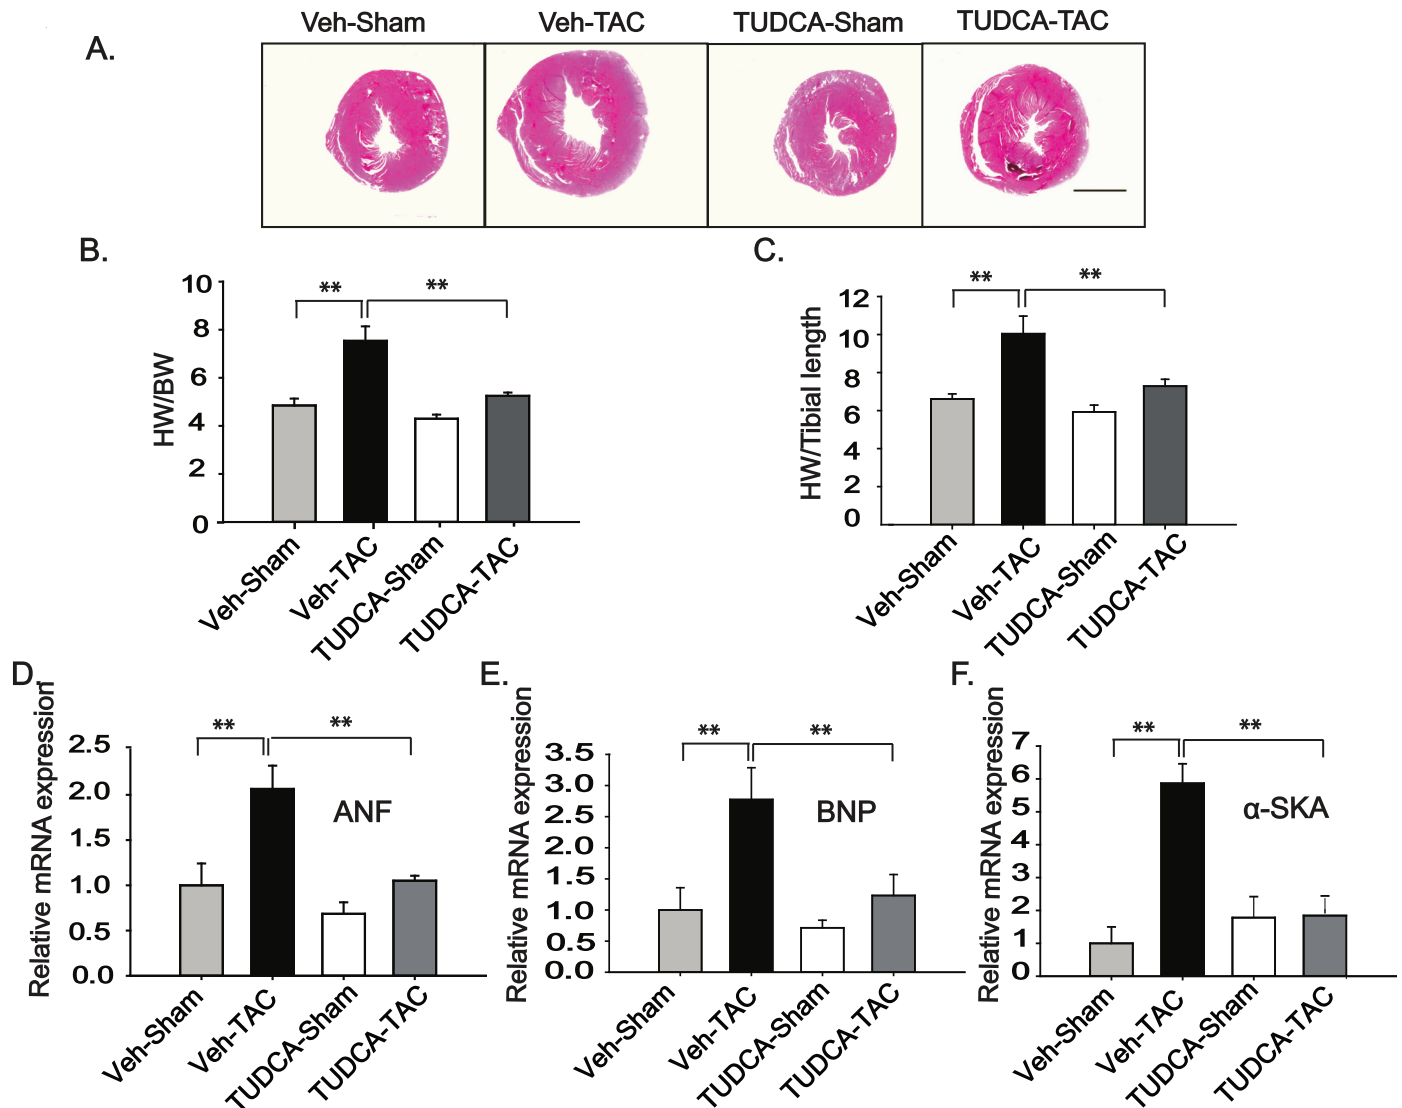 Veh-Sham Veh-TAC TUDCA-Sham TUDCA-TAC
A.
B.
10
8
6
4
2
0
HW/BW
** **
Veh-Sham
Veh-TAC
TUDCA-Sham
TUDCA-TAC
C.
12
10
8
6
4
2
0
HW/Tibial length
** **
Veh-Sham
Veh-TAC
TUDCA-Sham
TUDCA-TAC
D.
Relative mRNA expression
2.5
2.0
1.5
1.0
0.5
0.0
** **
ANF
Veh-Sham
Veh-TAC
TUDCA-Sham
TUDCA-TAC
E.
Relative mRNA expression
3.5
3.0
2.5
2.0
1.5
1.0
0.5
0.0
** **
BNP
Veh-Sham
Veh-TAC
TUDCA-Sham
TUDCA-TAC
F.
Relative mRNA expression
7
6
5
4
3
2
1
0
** **
α-SKA
Veh-Sham
Veh-TAC
TUDCA-Sham
TUDCA-TAC